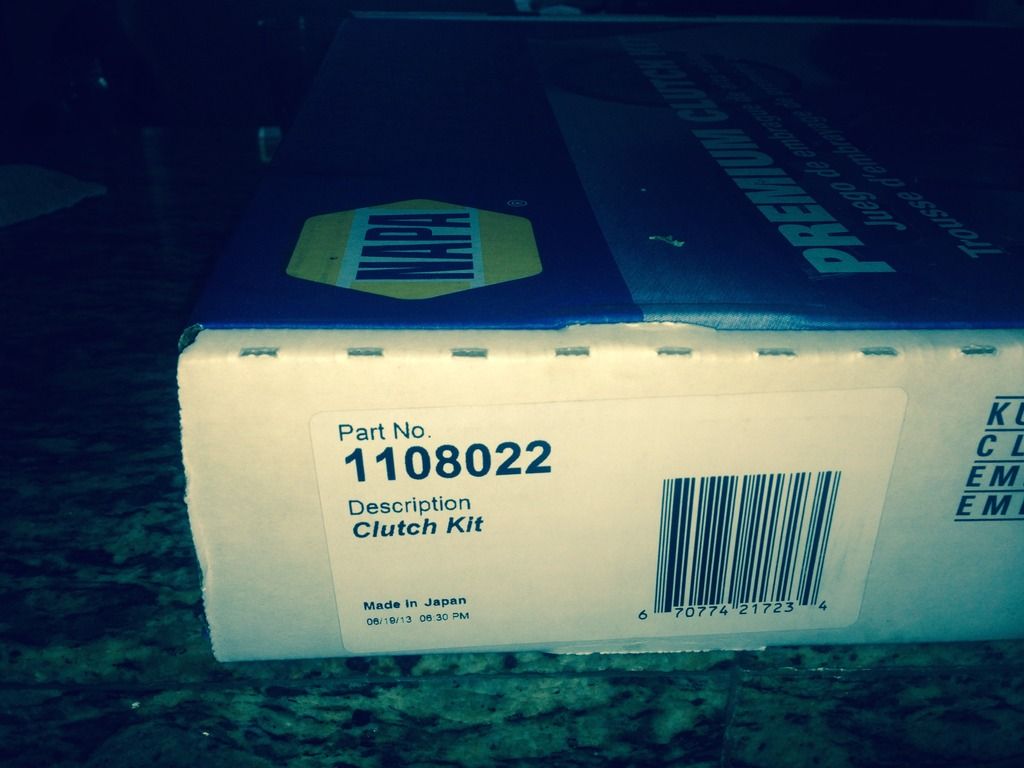 NAPA®
PREMIUM CLUTCH
Juego de embrague
Trousse d'embrayage
Part No.
1108022
Description
Clutch Kit
Made in Japan
06/19/13 06:30 PM
6 70774 21723 4
KU
CL
EM
EM